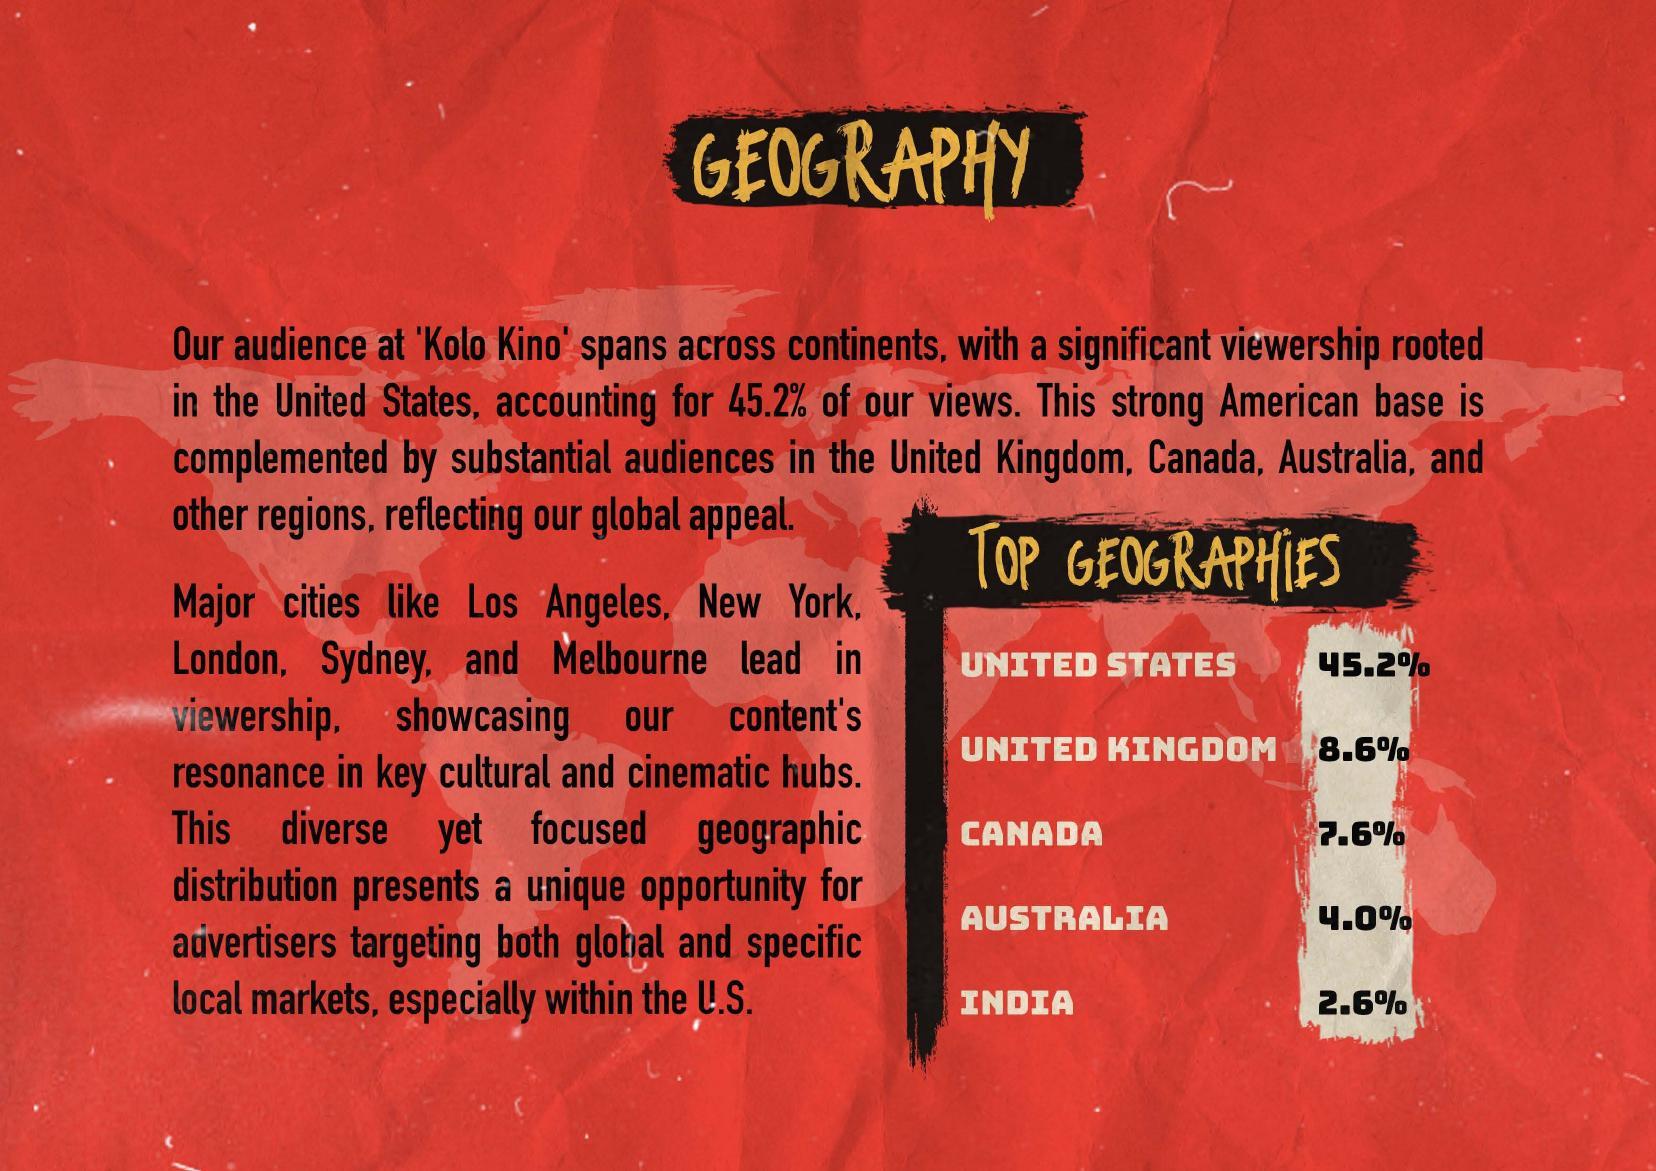 GEOGRAPHY
Our audience at 'Kolo Kino' spans across continents, with a significant viewership rooted
in the United States, accounting for 45.2% of our views. This strong American base is
complemented by substantial audiences in the United Kingdom, Canada, Australia, and
other regions, reflecting our global appeal.
Major cities like Los Angeles, New York,
London, Sydney, and Melbourne lead in
viewership, showcasing our content's
resonance in key cultural and cinematic hubs.
This diverse yet focused geographic
distribution presents a unique opportunity for
advertisers targeting both global and specific
local markets, especially within the U.S.
TOP GEOGRAPHIES
UNITED STATES 45.2%
UNITED KINGDOM 8.6%
CANADA 7.6%
AUSTRALIA 4.0%
INDIA 2.6%